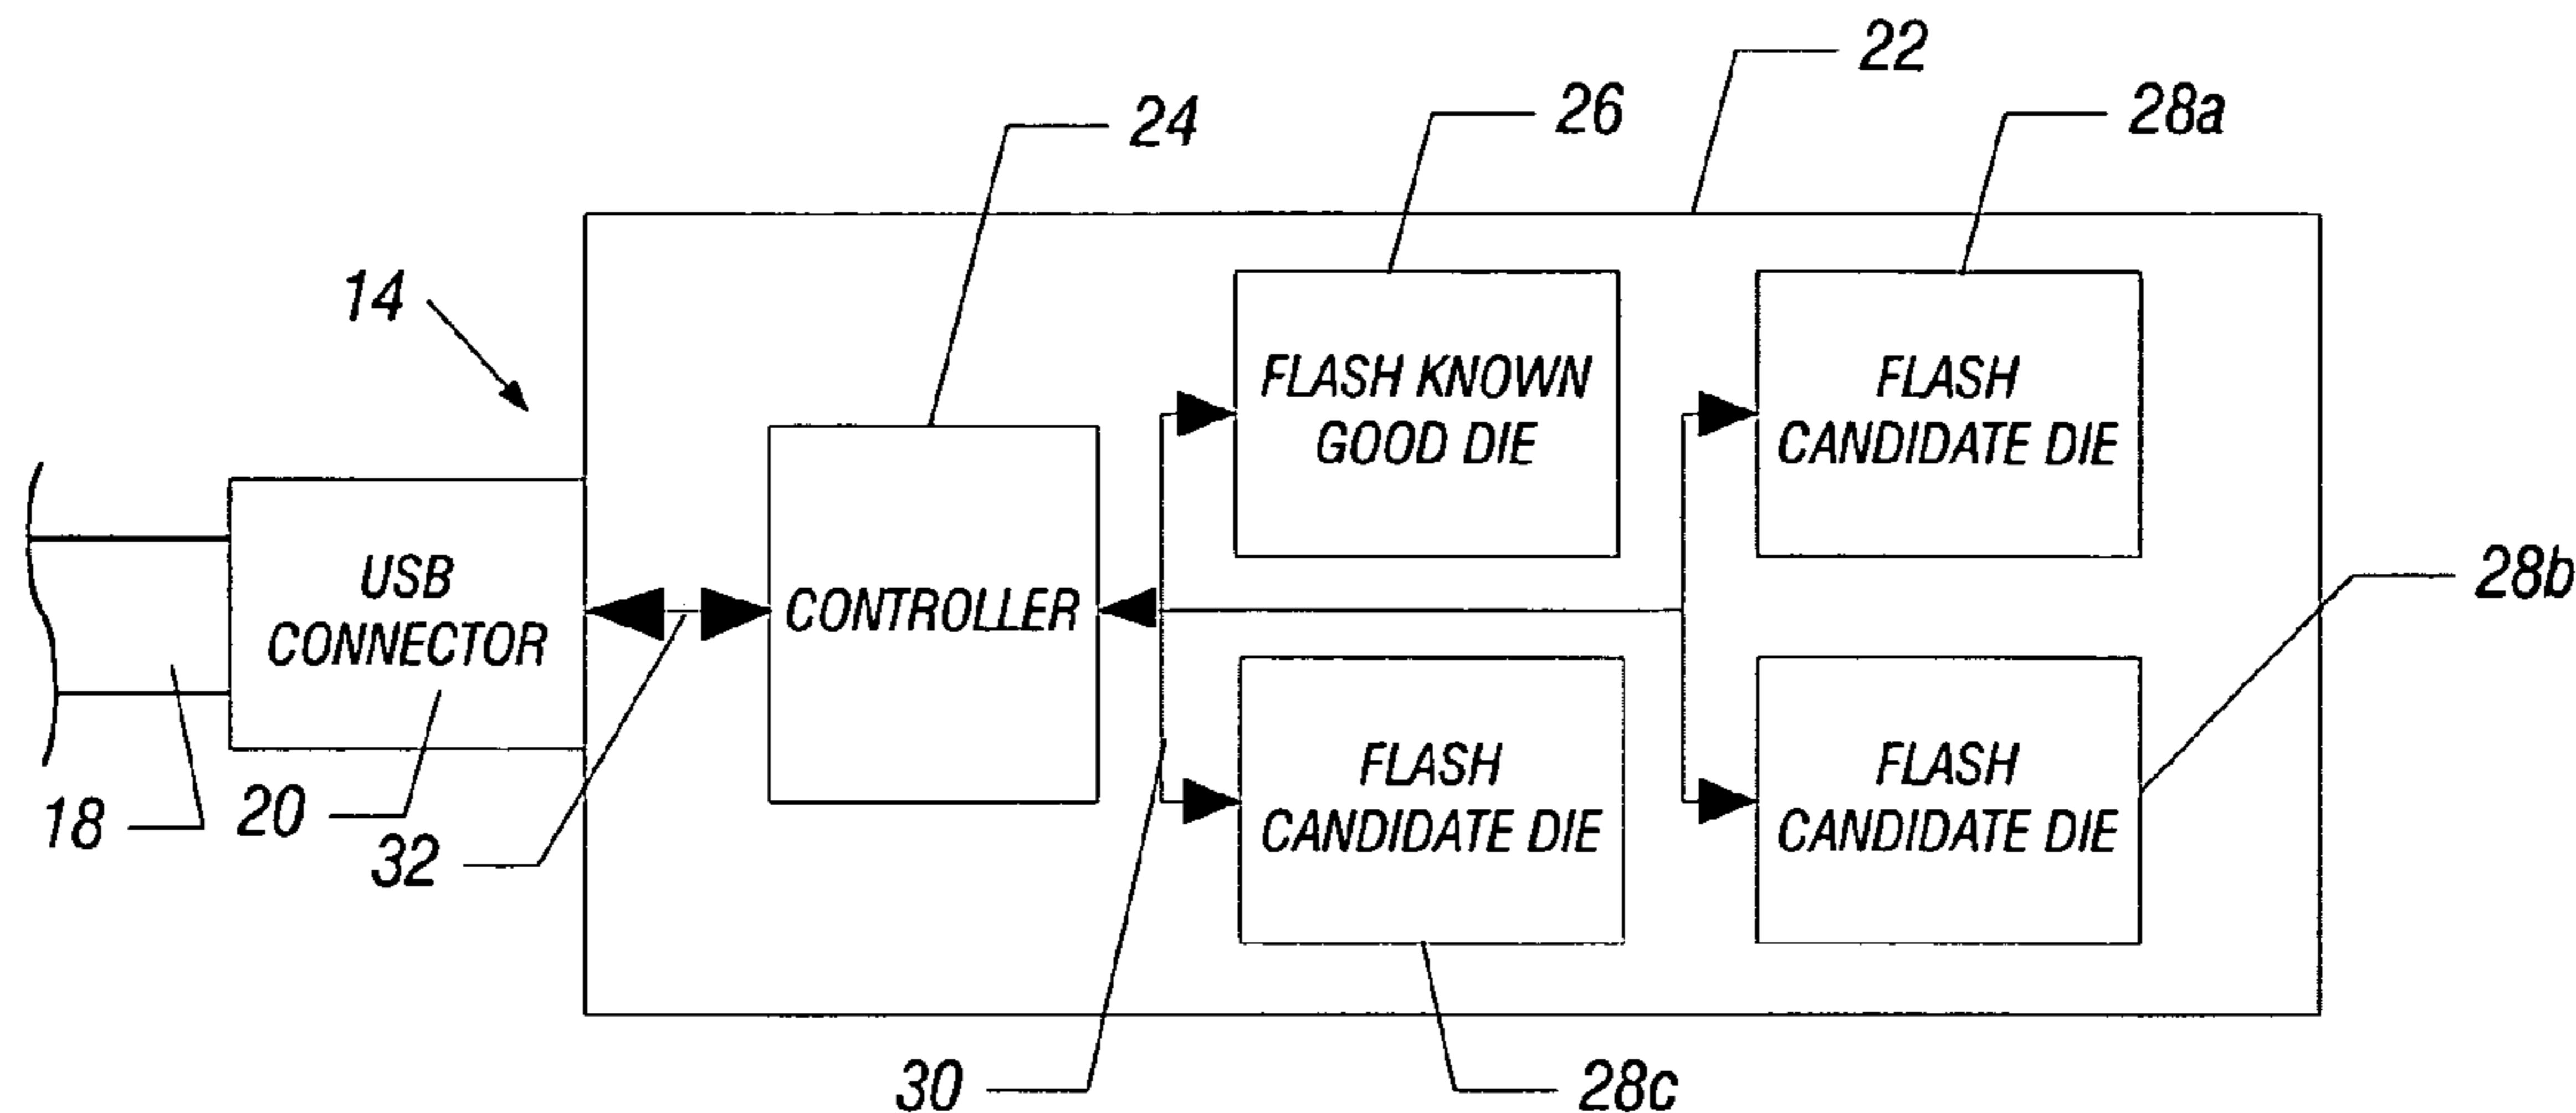 22
26
28a
24
14
FLASH KNOWN
GOOD DIE
FLASH
CANDIDATE DIE
USB
CONNECTOR
CONTROLLER
28b
FLASH
CANDIDATE DIE
FLASH
CANDIDATE DIE
18
20
32
30
28c